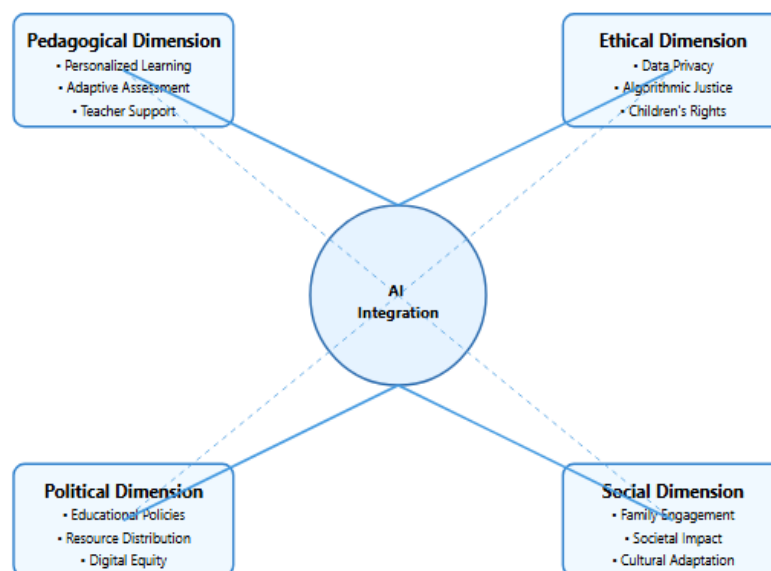 Pedagogical Dimension
• Personalized Learning
• Adaptive Assessment
• Teacher Support
Ethical Dimension
• Data Privacy
• Algorithmic Justice
• Children's Rights
AI
Integration
Political Dimension
• Educational Policies
• Resource Distribution
• Digital Equity
Social Dimension
• Family Engagement
• Societal Impact
• Cultural Adaptation